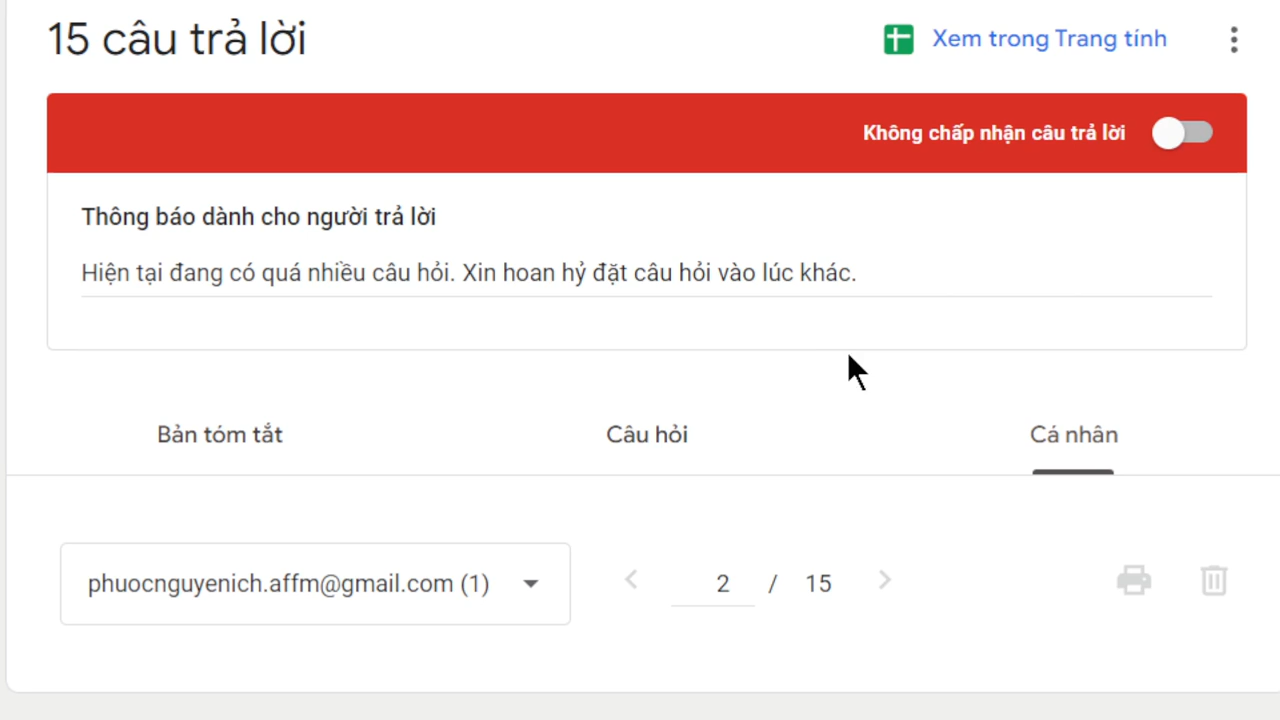 15 câu trả lời
Xem trong Trang tính
Không chấp nhận câu trả lời
Thông báo dành cho người trả lời
Hiện tại đang có quá nhiều câu hỏi. Xin hoan hỷ đặt câu hỏi vào lúc khác.
Bản tóm tắt
Câu hỏi
Cá nhân
phuocnguyenich.affm@gmail.com (1)
2 / 15